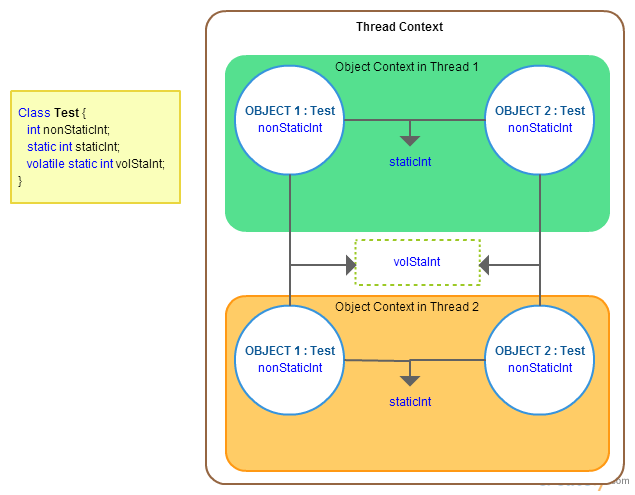 Thread Context
Object Context in Thread 1
Class Test {
int nonStaticInt;
static int staticInt;
volatile static int volStaInt;
}
OBJECT 1 : Test
nonStaticInt
OBJECT 2 : Test
nonStaticInt
staticInt
volStaInt
Object Context in Thread 2
OBJECT 1 : Test
nonStaticInt
OBJECT 2 : Test
nonStaticInt
staticInt